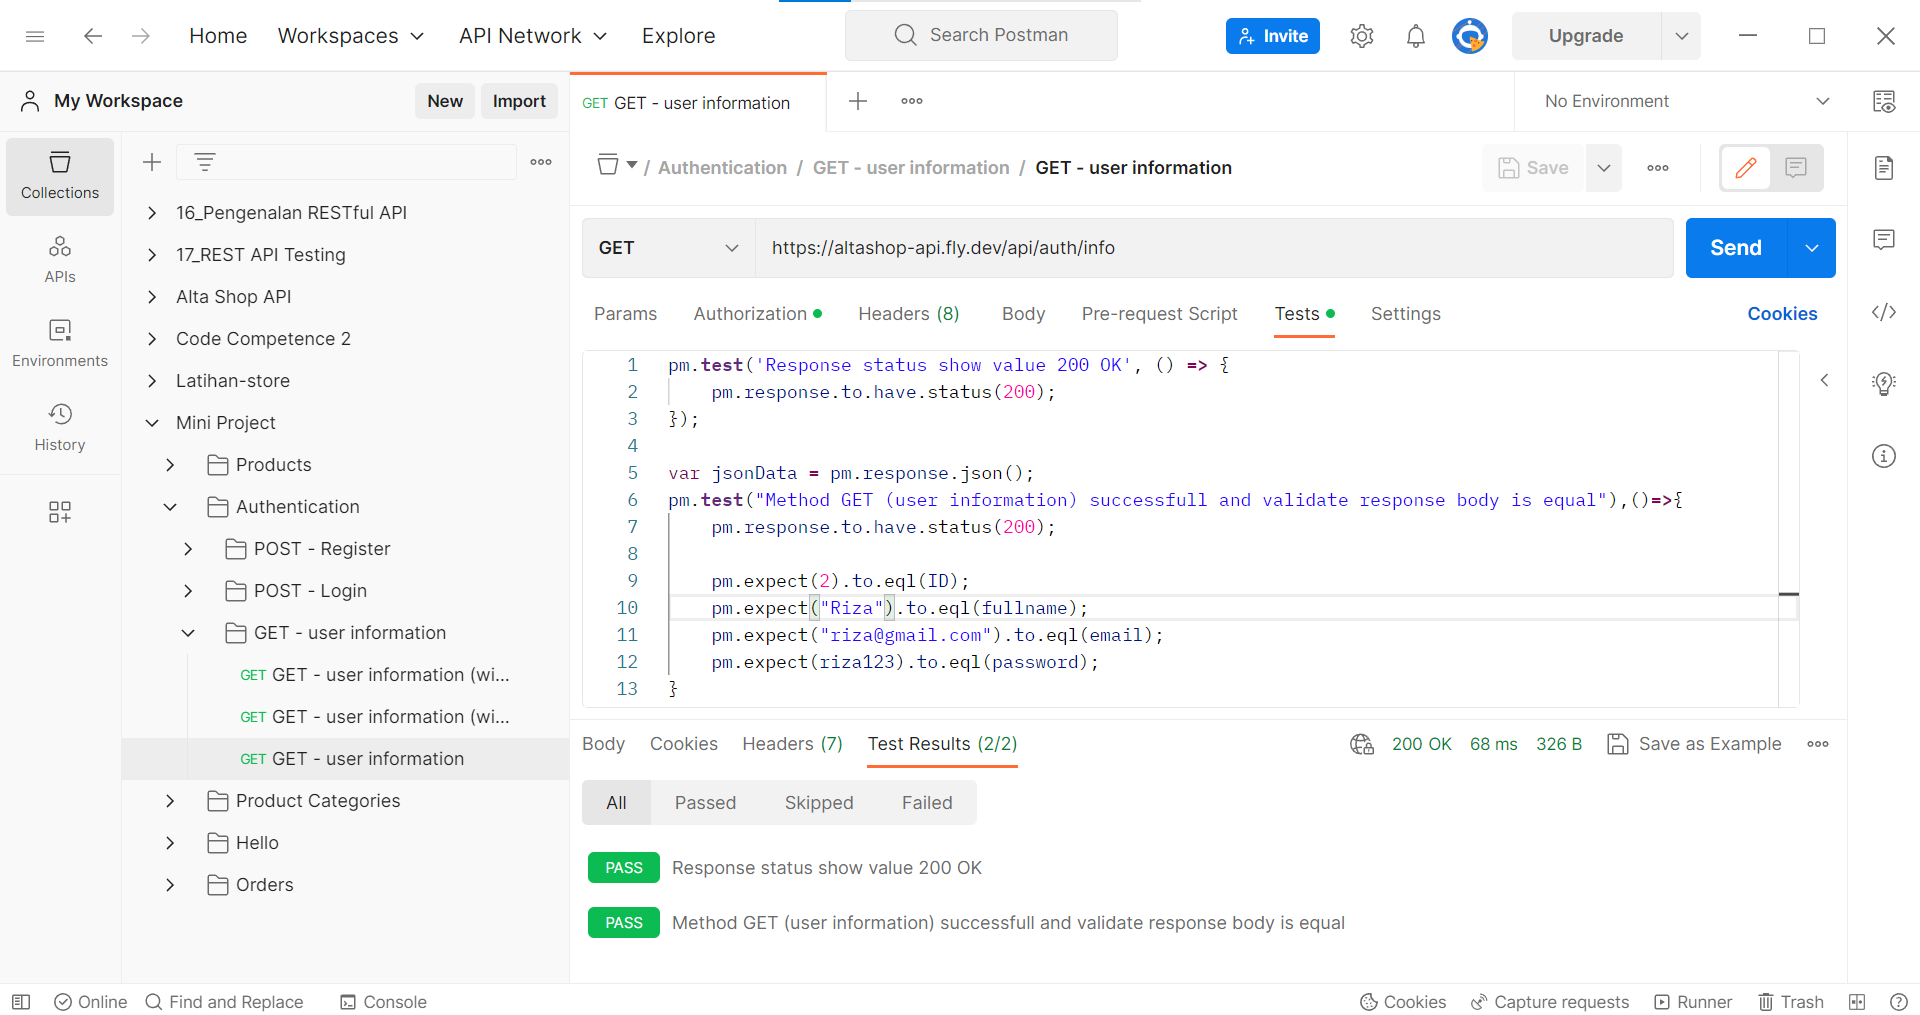 Home Workspaces API Network Explore Search Postman Invite Upgrade
My Workspace New Import GET GET - user information No Environment
Collections
APIs
Environments
History
16_Pengenalan RESTful API
17_REST API Testing
Alta Shop API
Code Competence 2
Latihan-store
Mini Project
Products
Authentication
POST - Register
POST - Login
GET - user information
GET GET - user information (wi...
GET GET - user information (wi...
GET GET - user information
Product Categories
Hello
Orders
/ Authentication / GET - user information / GET - user information Save
GET https://altashop-api.fly.dev/api/auth/info Send
Params Authorization Headers (8) Body Pre-request Script Tests Settings Cookies
1 pm.test('Response status show value 200 OK', () => {
2 pm.response.to.have.status(200);
3 });
4
5 var jsonData = pm.response.json();
6 pm.test("Method GET (user information) successfull and validate response body is equal"),()=>{
7 pm.response.to.have.status(200);
8
9 pm.expect(2).to.eql(ID);
10 pm.expect("Riza").to.eql(fullname);
11 pm.expect("riza@gmail.com").to.eql(email);
12 pm.expect(riza123).to.eql(password);
13 }
Body Cookies Headers (7) Test Results (2/2) 200 OK 68 ms 326 B Save as Example
All Passed Skipped Failed
PASS Response status show value 200 OK
PASS Method GET (user information) successfull and validate response body is equal
Online Find and Replace Console Cookies Capture requests Runner Trash